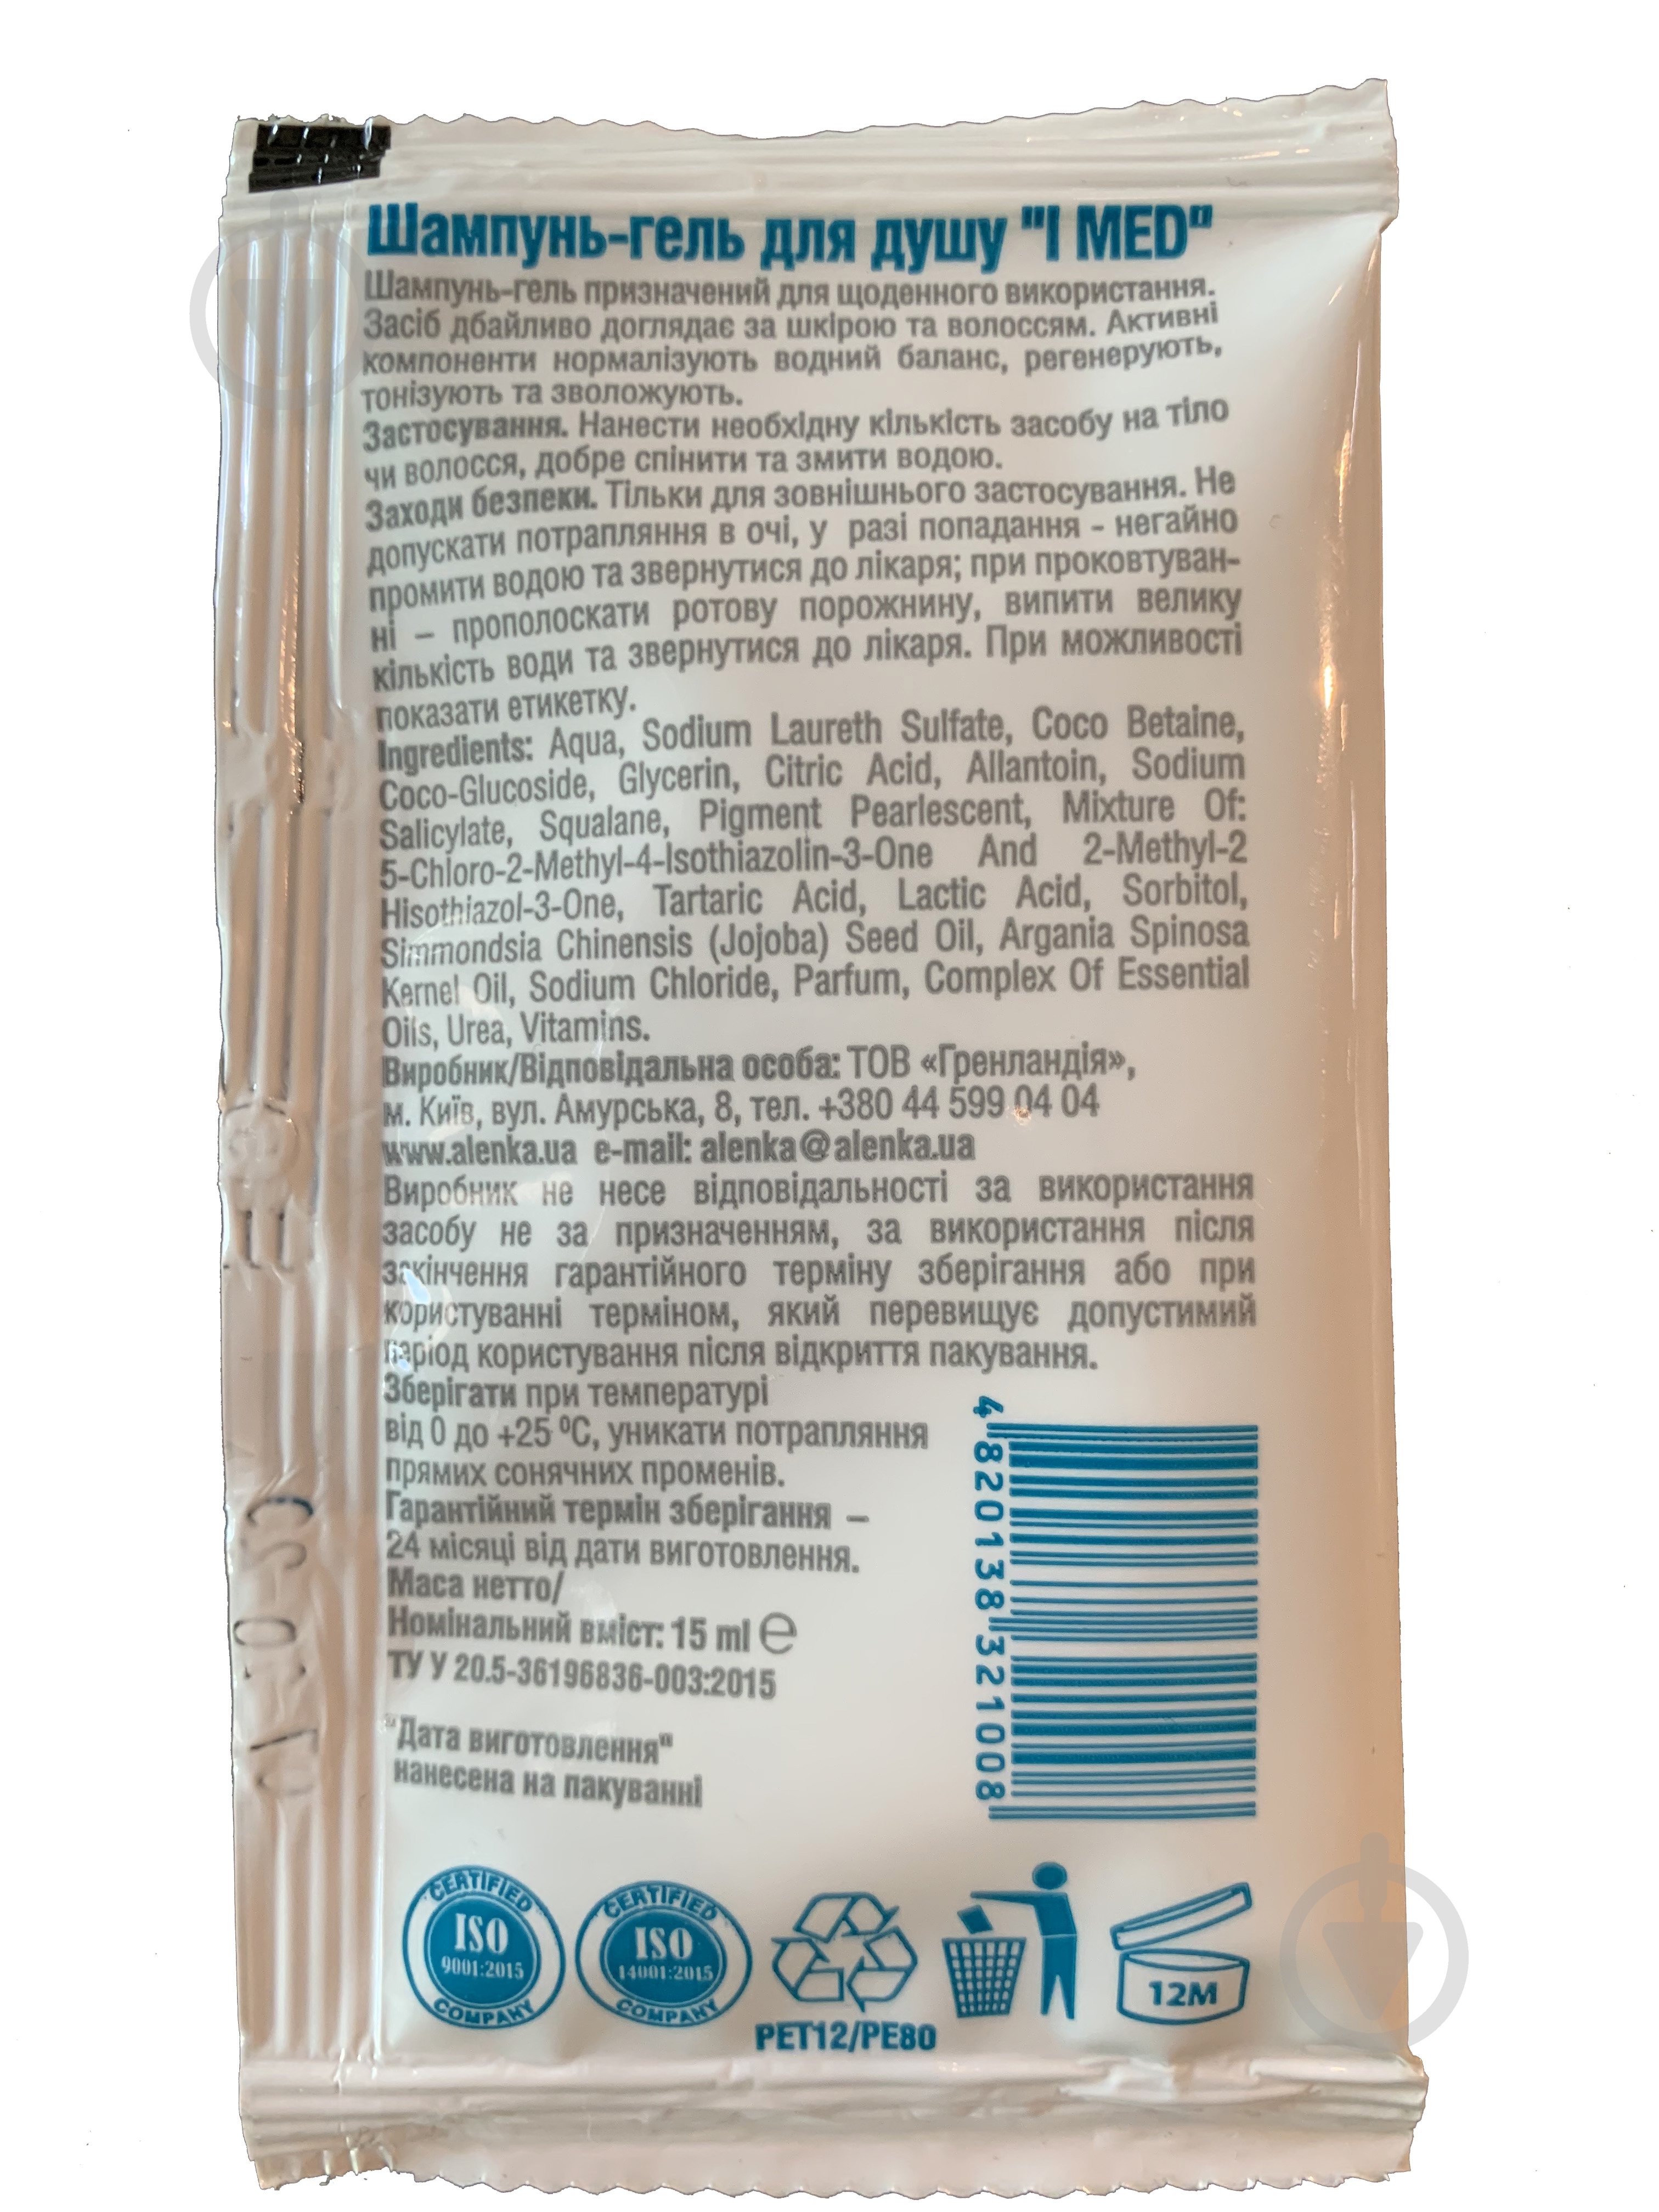 Шампунь-гель для душу "I MED"
Шампунь-гель призначений для щоденного використання.
Засіб дбайливо доглядає за шкірою та волоссям. Активні
компоненти нормалізують водний баланс, регенерують,
тонізують та зволожують.
Застосування. Нанести необхідну кількість засобу на тіло
чи волосся, добре спінити та змити водою.
Заходи безпеки. Тільки для зовнішнього застосування. Не
допускати потрапляння в очі, у разі попадання - негайно
промити водою та звернутися до лікаря; при проковтуван-
ні – прополоскати ротову порожнину, випити велику
кількість води та звернутися до лікаря. При можливості
показати етикетку.
Ingredients: Aqua, Sodium Laureth Sulfate, Coco Betaine,
Coco-Glucoside, Glycerin, Citric Acid, Allantoin, Sodium
Salicylate, Squalane, Pigment Pearlescent, Mixture Of:
5-Chloro-2-Methyl-4-Isothiazolin-3-One And 2-Methyl-2
Hisothiazol-3-One, Tartaric Acid, Lactic Acid, Sorbitol,
Simmondsia Chinensis (Jojoba) Seed Oil, Argania Spinosa
Kernel Oil, Sodium Chloride, Parfum, Complex Of Essential
Oils, Urea, Vitamins.
Виробник/Відповідальна особа: ТОВ «Гренландія»,
м. Київ, вул. Амурська, 8, тел. +380 44 599 04 04
www.alenka.ua e-mail: alenka@alenka.ua
Виробник не несе відповідальності за використання
засобу не за призначенням, за використання після
закінчення гарантійного терміну зберігання або при
користуванні терміном, який перевищує допустимий
період користування після відкриття пакування.
Зберігати при температурі
від 0 до +25 ºC, уникати потрапляння
прямих сонячних променів.
Гарантійний термін зберігання –
24 місяці від дати виготовлення.
Маса нетто/
Номінальний вміст: 15 ml e
ТУ У 20.5-36196836-003:2015
"Дата виготовлення"
нанесена на пакуванні
4 820138 321008
CERTIFIED
ISO
9001:2015
COMPANY
CERTIFIED
ISO
14001:2015
COMPANY
PET12/PE80
12M